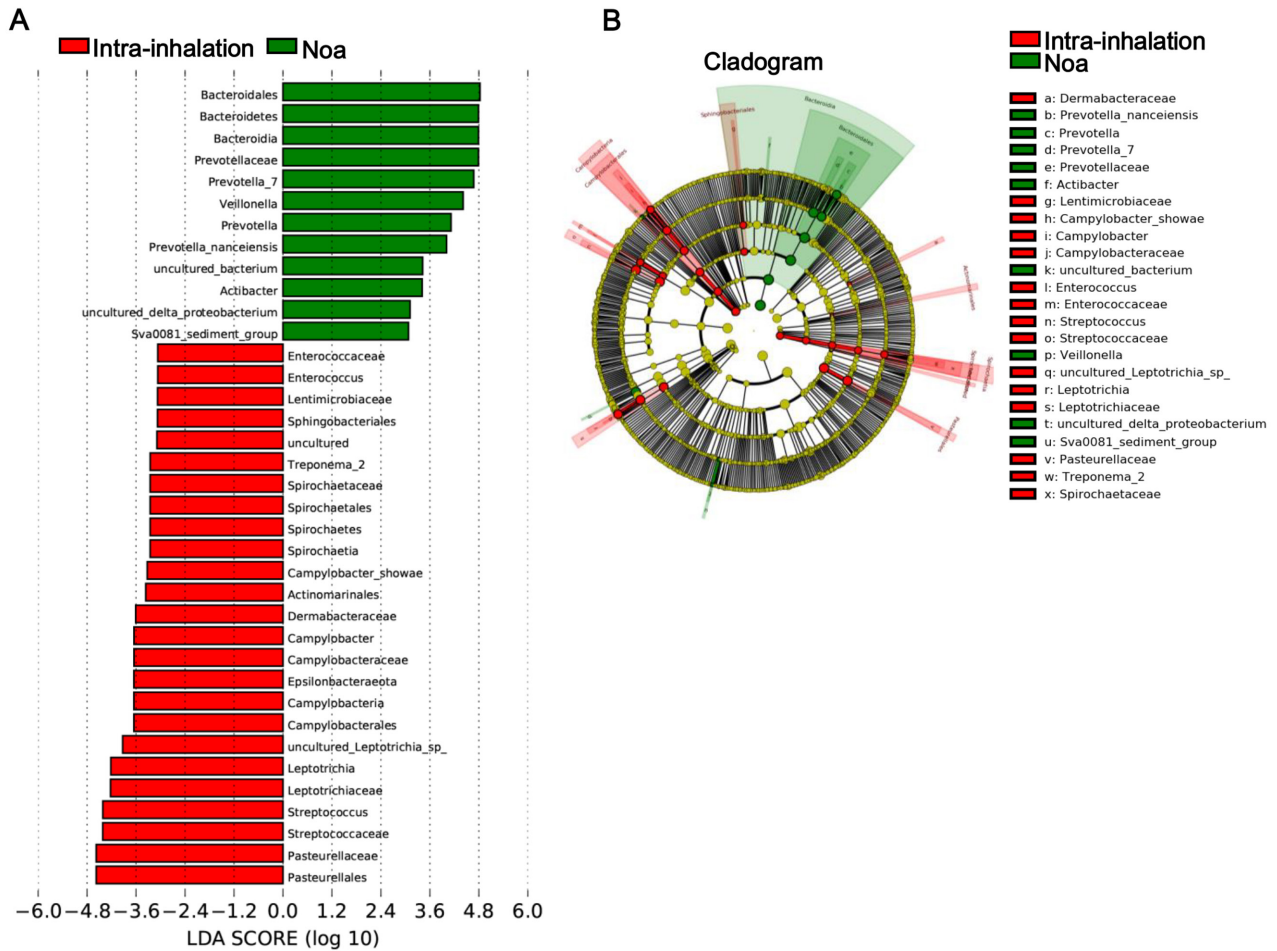 A
Intra-inhalation
Noa
Bacteroidales
Bacteroidetes
Bacteroidia
Prevotellaceae
Prevotella_7
Veillonella
Prevotella
Prevotella_nanceiensis
uncultured_bacterium
Actibacter
uncultured_delta_proteobacterium
Sva0081_sediment_group
Enterococcaceae
Enterococcus
Lentimicrobiaceae
Sphingobacteriales
uncultured
Treponema_2
Spirochaetaceae
Spirochaetales
Spirochaetes
Spirochaetia
Campylobacter_showae
Actinomarinales
Dermabacteraceae
Campylobacter
Campylobacteraceae
Epsilonbacteraeota
Campylobacteria
Campylobacterales
uncultured_Leptotrichia_sp_
Leptotrichia
Leptotrichiaceae
Streptococcus
Streptococcaceae
Pasteurellaceae
Pasteurellales
−6.0 −4.8 −3.6 −2.4 −1.2 0.0 1.2 2.4 3.6 4.8 6.0
LDA SCORE (log 10)
B
Cladogram
Sphingobacteriales
Bacteroidia
Bacteroidales
Campylobacteria
Campylobacterales
Actinomarinales
Spirochaetia
Pasteurellales
Intra-inhalation
Noa
a: Dermabacteraceae
b: Prevotella_nanceiensis
c: Prevotella
d: Prevotella_7
e: Prevotellaceae
f: Actibacter
g: Lentimicrobiaceae
h: Campylobacter_showae
i: Campylobacter
j: Campylobacteraceae
k: uncultured_bacterium
l: Enterococcus
m: Enterococcaceae
n: Streptococcus
o: Streptococcaceae
p: Veillonella
q: uncultured_Leptotrichia_sp_
r: Leptotrichia
s: Leptotrichiaceae
t: uncultured_delta_proteobacterium
u: Sva0081_sediment_group
v: Pasteurellaceae
w: Treponema_2
x: Spirochaetaceae